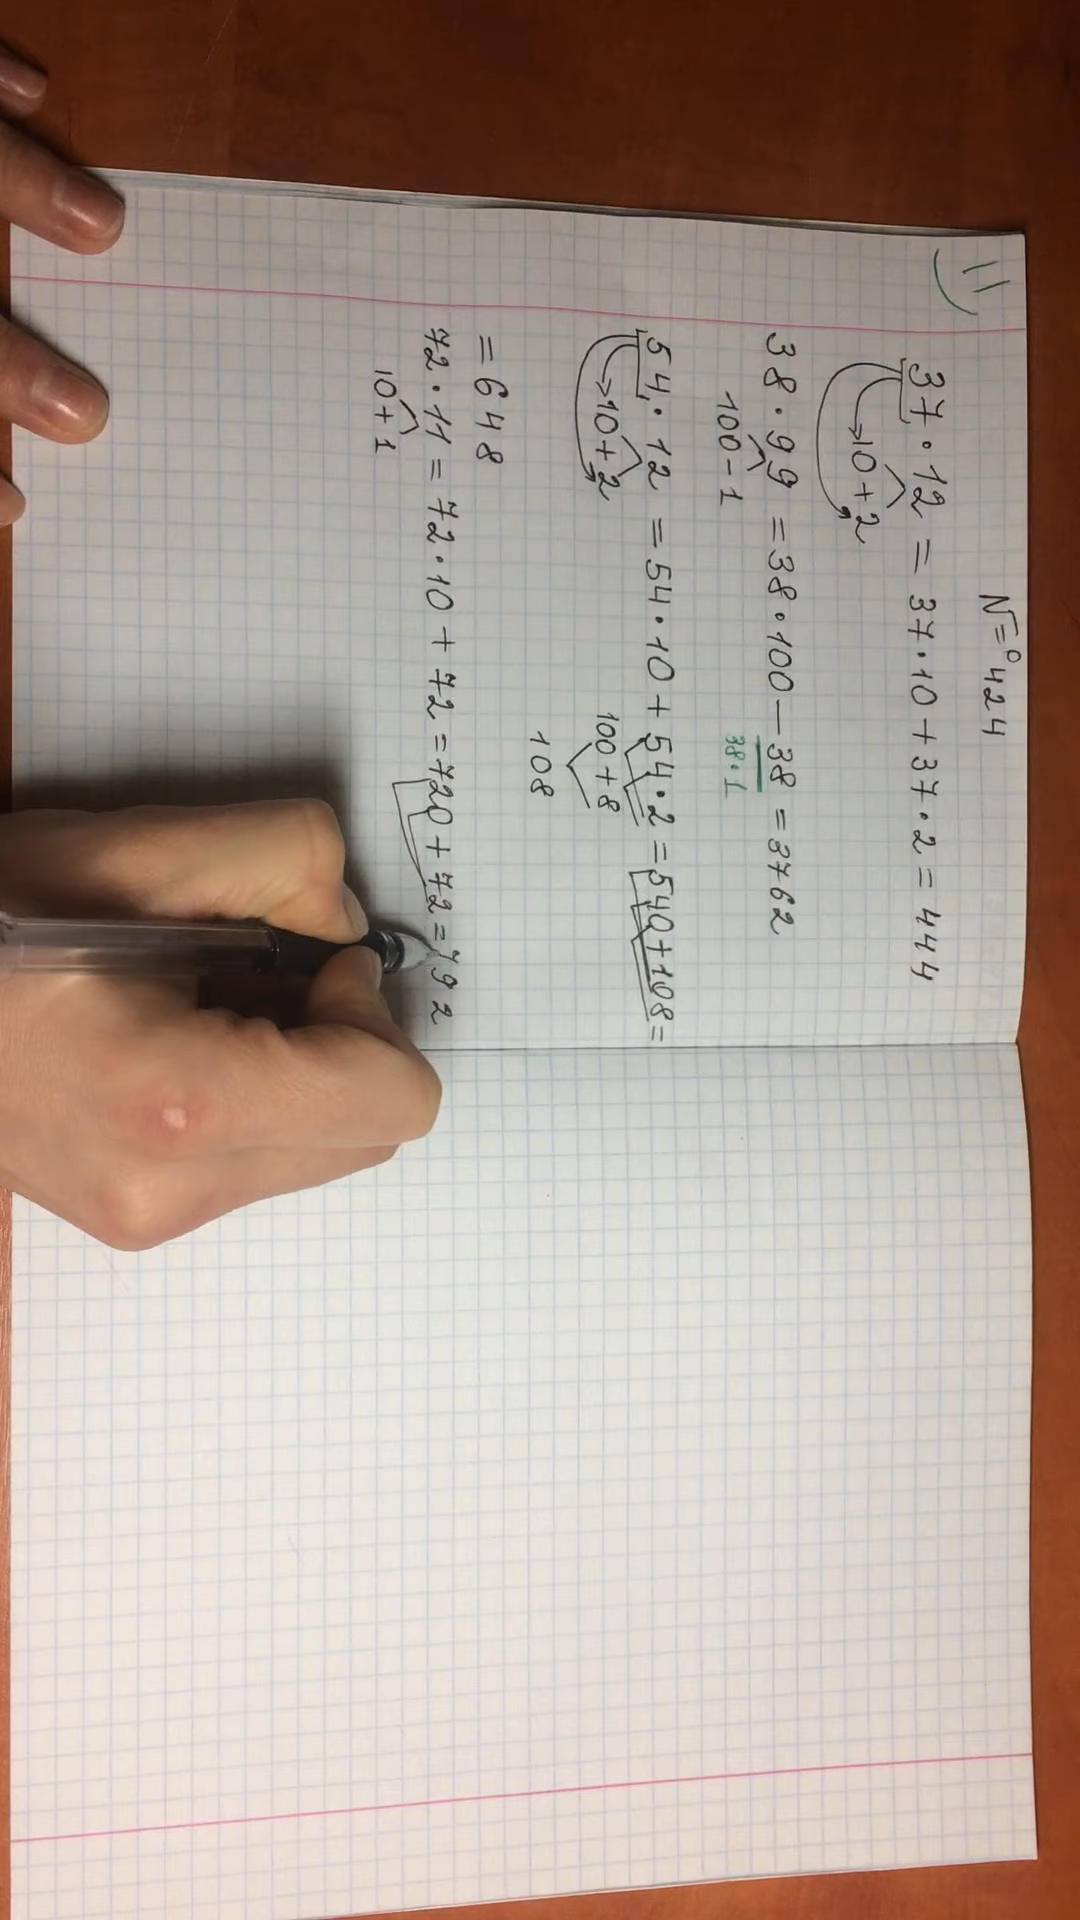 № 424
11)
37·12 = 37·10 + 37·2 = 444
10 + 2
38·99 = 38·100 − 38 = 3762
100 − 1
38·1
54·12 = 54·10 + 54·2 = 540 + 108 =
10 + 2
100 + 8
108
= 648
72·11 = 72·10 + 72 = 720 + 72 = 792
10 + 1